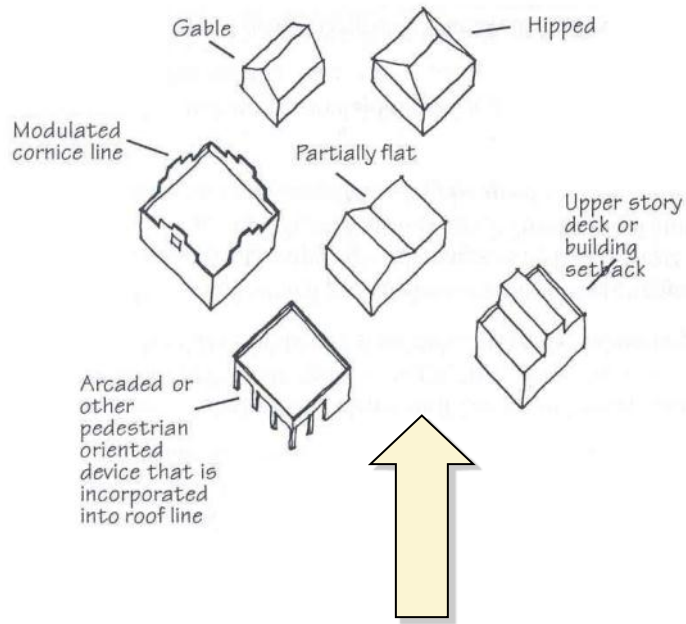 Gable
Hipped
Modulated
cornice line
Partially flat
Upper story
deck or
building
setback
Arcaded or
other
pedestrian
oriented
device that is
incorporated
into roof line